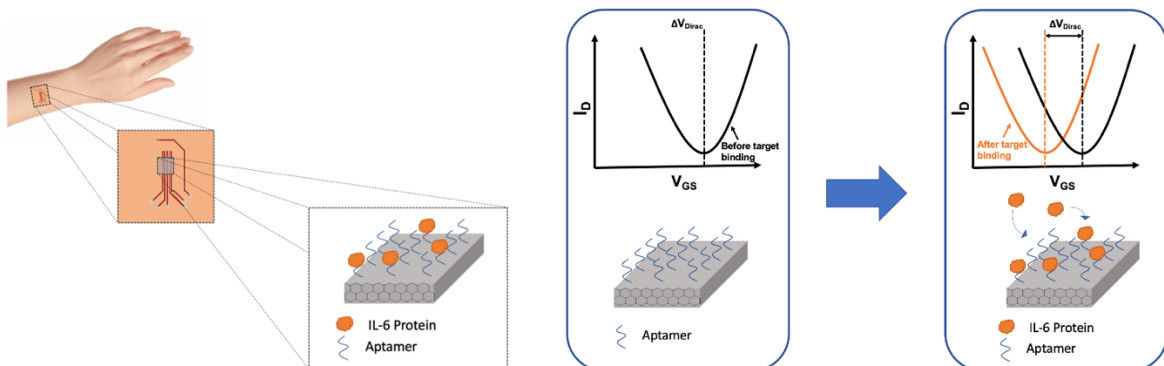 IL-6 Protein
Aptamer
ΔV_Dirac
I_D
Before target
binding
V_GS
Aptamer
ΔV_Dirac
I_D
After target
binding
V_GS
IL-6 Protein
Aptamer